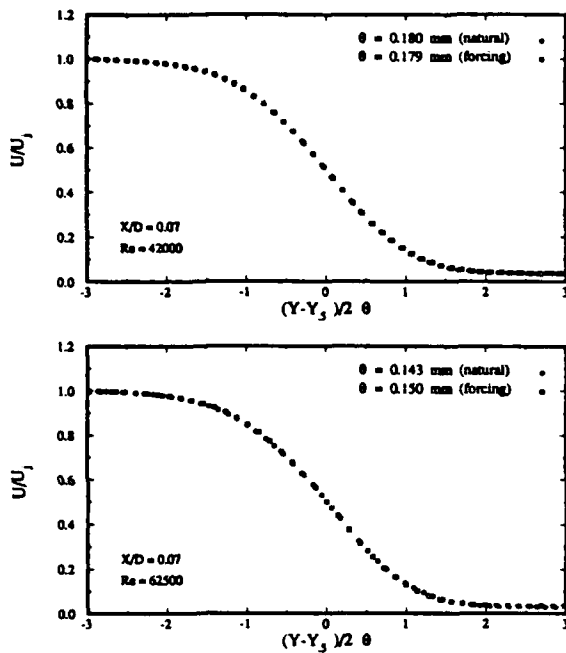 1.2
1.0
0.8
0.6
0.4
0.2
0.0
U/Uj
θ = 0.180 mm (natural)
θ = 0.179 mm (forcing)
X/D = 0.07
Re = 42000
-3 -2 -1 0 1 2 3
(Y-Y.5)/2 θ
1.2
1.0
0.8
0.6
0.4
0.2
0.0
U/Uj
θ = 0.143 mm (natural)
θ = 0.150 mm (forcing)
X/D = 0.07
Re = 62500
-3 -2 -1 0 1 2 3
(Y-Y.5)/2 θ